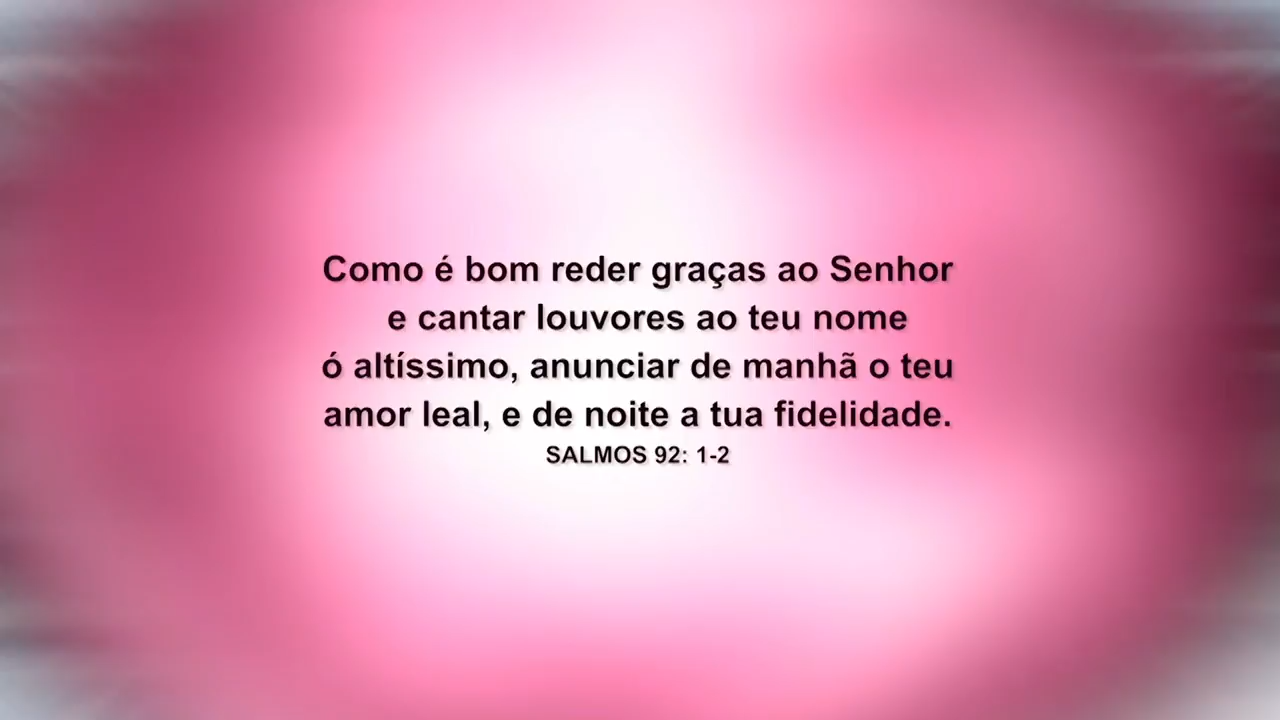 Como é bom reder graças ao Senhor
e cantar louvores ao teu nome
ó altíssimo, anunciar de manhã o teu
amor leal, e de noite a tua fidelidade.
SALMOS 92: 1-2